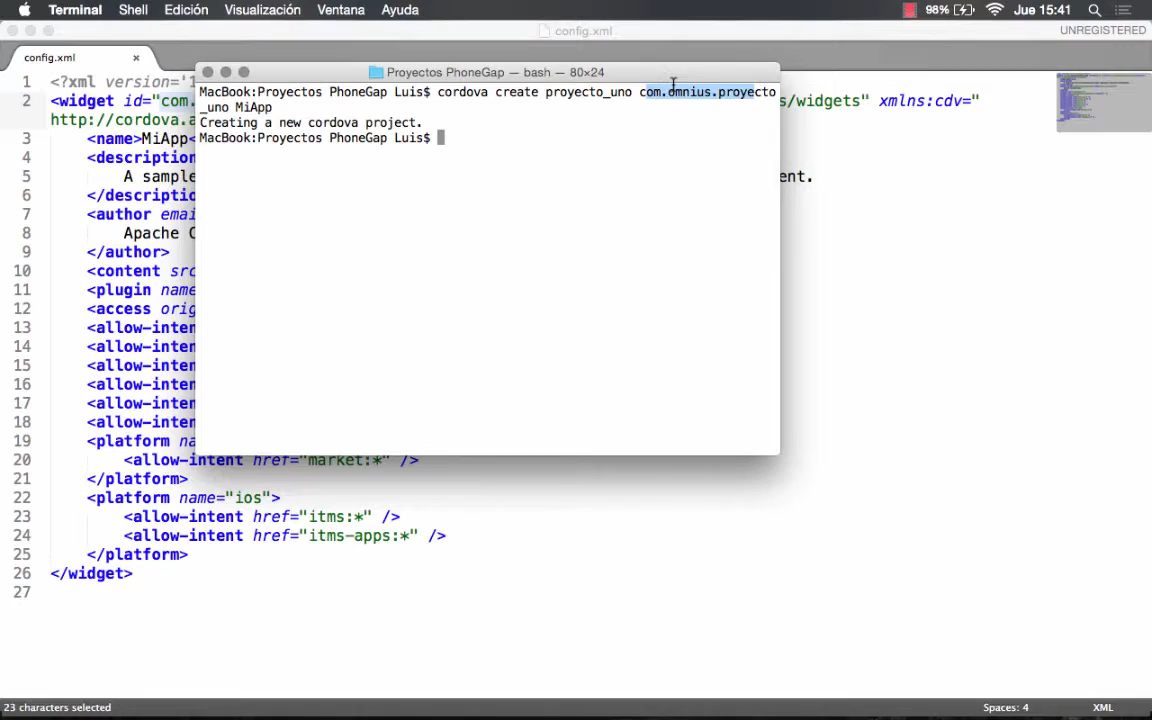 Terminal Shell Edición Visualización Ventana Ayuda 98% Jue 15:41
config.xml UNREGISTERED
config.xml ×
Proyectos PhoneGap — bash — 80×24
MacBook:Proyectos PhoneGap Luis$ cordova create proyecto_uno com.omnius.proyecto
_uno MiApp
Creating a new cordova project.
MacBook:Proyectos PhoneGap Luis$
1 <?xml version='1
2 <widget id="com. s/widgets" xmlns:cdv="
http://cordova.a
3 <name>MiApp<
4 <description
5 A sample ent.
6 </descriptio
7 <author emai
8 Apache C
9 </author>
10 <content src
11 <plugin name
12 <access orig
13 <allow-inten
14 <allow-inten
15 <allow-inten
16 <allow-inten
17 <allow-inten
18 <allow-inten
19 <platform na
20 <allow-intent href="market:*" />
21 </platform>
22 <platform name="ios">
23 <allow-intent href="itms:*" />
24 <allow-intent href="itms-apps:*" />
25 </platform>
26 </widget>
27
23 characters selected Spaces: 4 XML